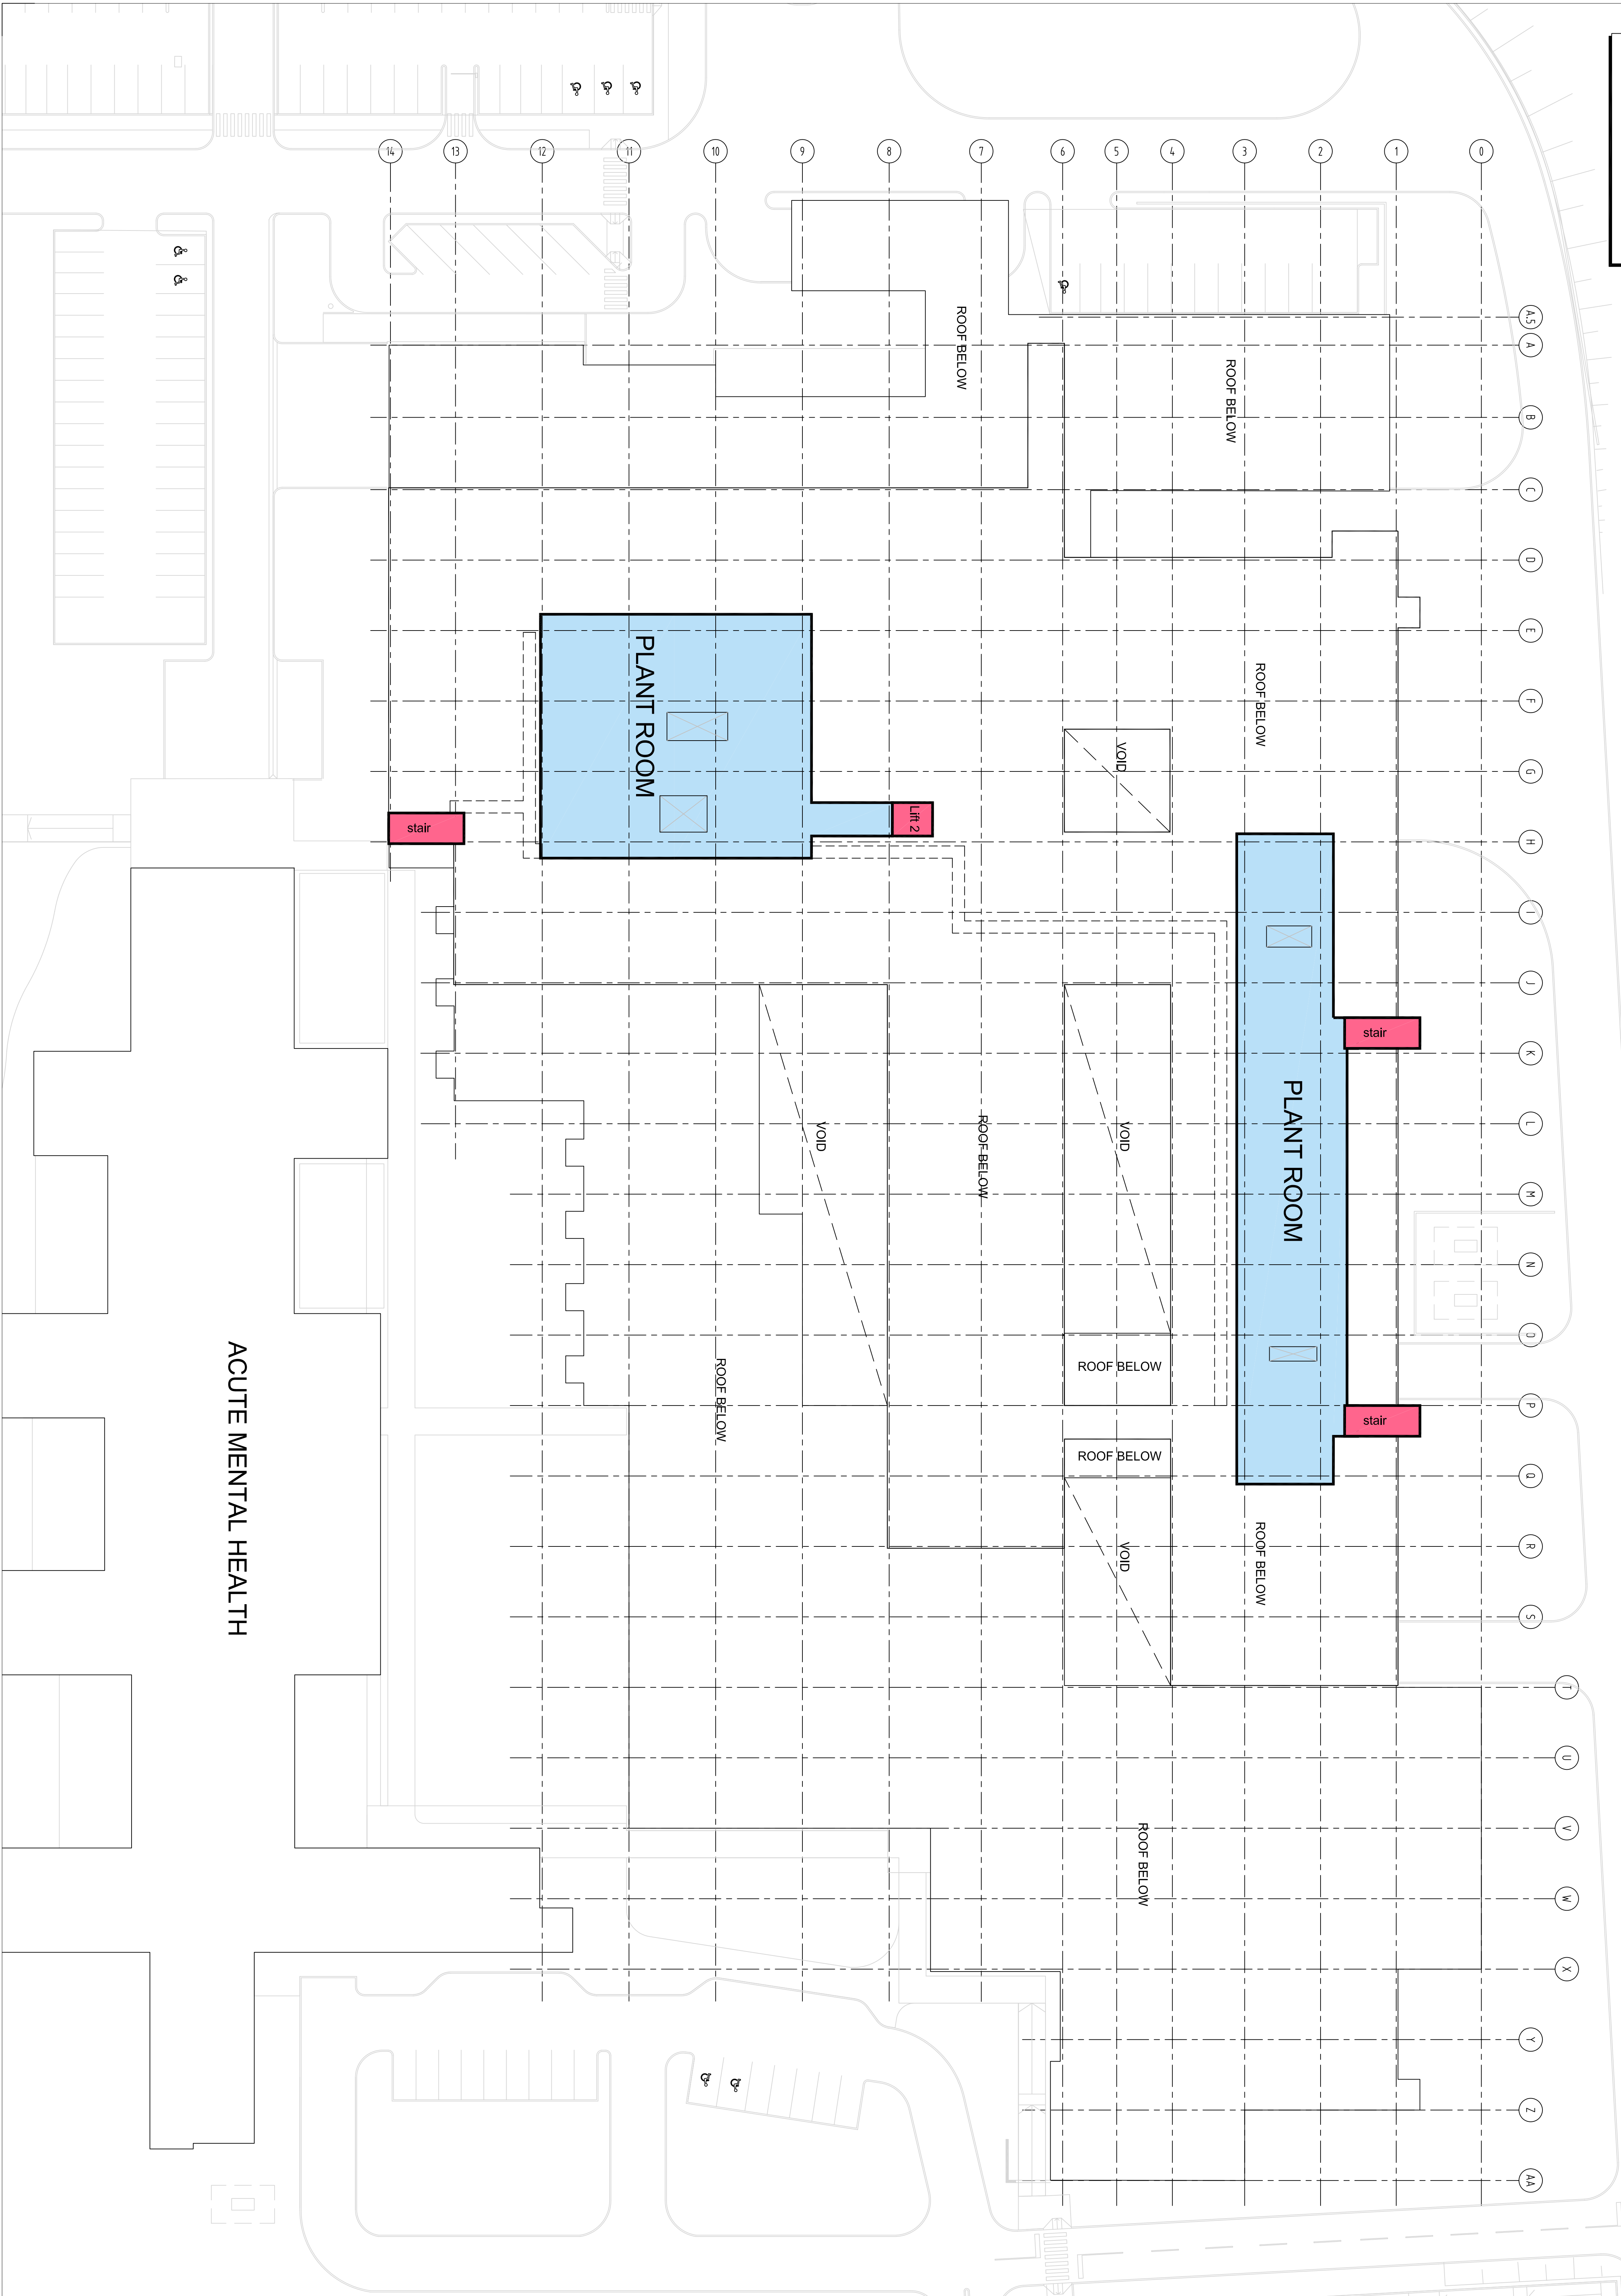 14
13
12
11
10
9
8
7
6
5
4
3
2
1
0
A.5
A
B
C
D
E
F
G
H
I
J
K
L
M
N
D
P
Q
R
S
T
U
V
W
X
Y
Z
AA
ROOF BELOW
ROOF BELOW
PLANT ROOM
ROOF BELOW
VOID
Lift 2
stair
stair
PLANT ROOM
VOID
ROOF BELOW
VOID
ROOF BELOW
ROOF BELOW
stair
ROOF BELOW
ROOF BELOW
VOID
ACUTE MENTAL HEALTH
ROOF BELOW